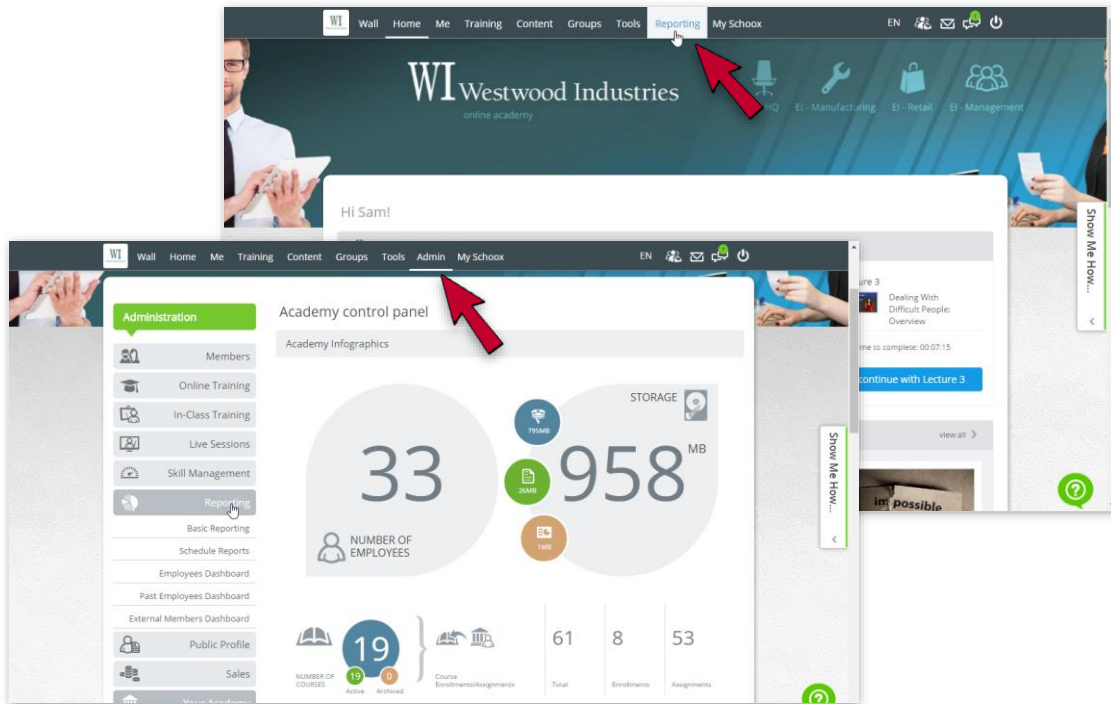 WI Wall Home Me Training Content Groups Tools Reporting My Schoox EN
WI Westwood Industries
online academy
HQ EI - Manufacturing EI - Retail EI - Management
Hi Sam!
Show Me How...
Lecture 3
Dealing With
Difficult People:
Overview
me to complete: 00:07:15
continue with Lecture 3
view all
impossible
WI Wall Home Me Training Content Groups Tools Admin My Schoox EN
Administration
Members
Online Training
In-Class Training
Live Sessions
Skill Management
Reporting
Basic Reporting
Schedule Reports
Employees Dashboard
Past Employees Dashboard
External Members Dashboard
Public Profile
Sales
Your Academy
Academy control panel
Academy Infographics
33
NUMBER OF
EMPLOYEES
STORAGE
795MB
26MB
1MB
958 MB
NUMBER OF
COURSES
19
19 0
Active Archived
Course
Enrollments/Assignments
61 8 53
Total Enrollments Assignments
Show Me How...